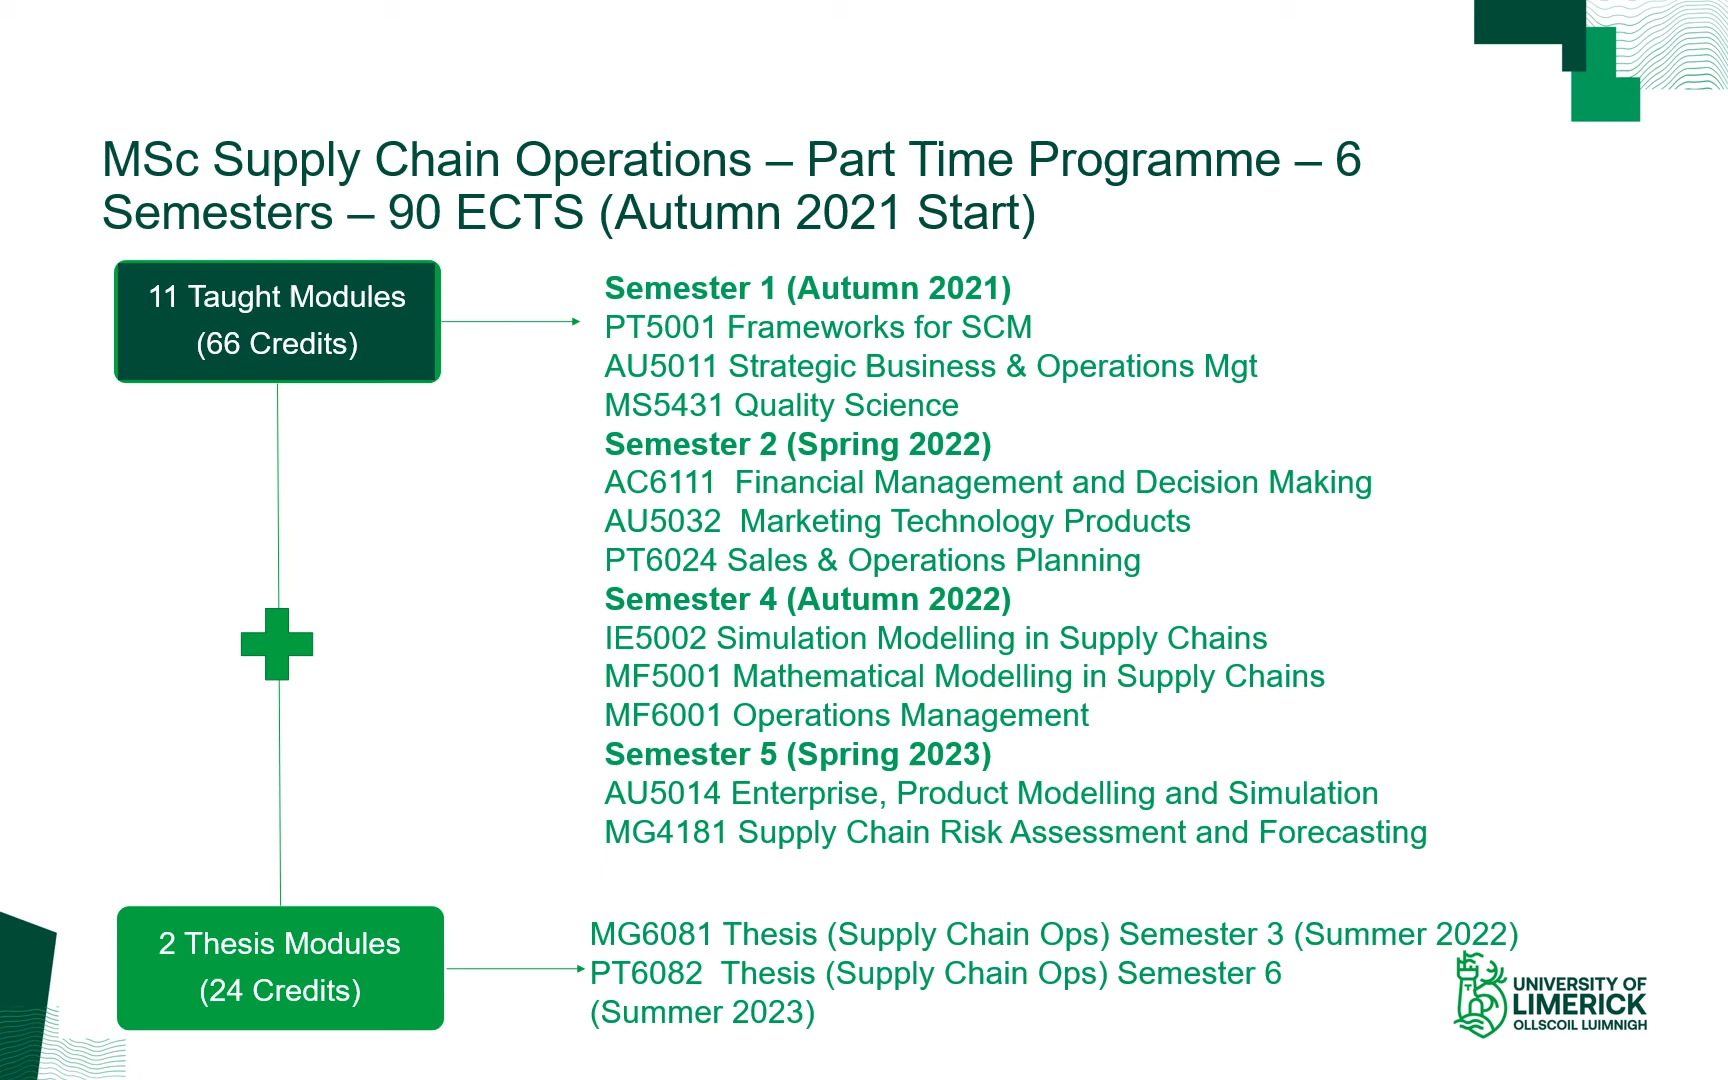 MSc Supply Chain Operations – Part Time Programme – 6
Semesters – 90 ECTS (Autumn 2021 Start)
11 Taught Modules
(66 Credits)
Semester 1 (Autumn 2021)
PT5001 Frameworks for SCM
AU5011 Strategic Business & Operations Mgt
MS5431 Quality Science
Semester 2 (Spring 2022)
AC6111  Financial Management and Decision Making
AU5032  Marketing Technology Products
PT6024 Sales & Operations Planning
Semester 4 (Autumn 2022)
IE5002 Simulation Modelling in Supply Chains
MF5001 Mathematical Modelling in Supply Chains
MF6001 Operations Management
Semester 5 (Spring 2023)
AU5014 Enterprise, Product Modelling and Simulation
MG4181 Supply Chain Risk Assessment and Forecasting
2 Thesis Modules
(24 Credits)
MG6081 Thesis (Supply Chain Ops) Semester 3 (Summer 2022)
PT6082  Thesis (Supply Chain Ops) Semester 6
(Summer 2023)
UNIVERSITY OF
LIMERICK
OLLSCOIL LUIMNIGH